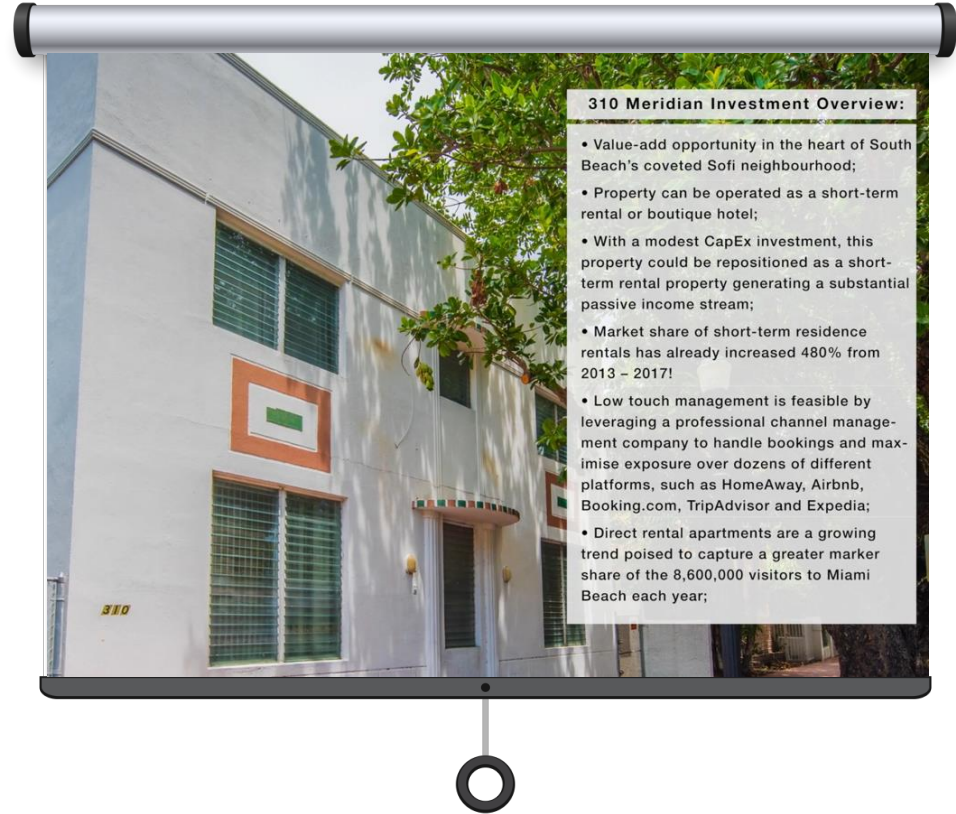 310 Meridian Investment Overview:
• Value-add opportunity in the heart of South
Beach's coveted Sofi neighbourhood;
• Property can be operated as a short-term
rental or boutique hotel;
• With a modest CapEx investment, this
property could be repositioned as a short-
term rental property generating a substantial
passive income stream;
• Market share of short-term residence
rentals has already increased 480% from
2013 – 2017!
• Low touch management is feasible by
leveraging a professional channel manage-
ment company to handle bookings and max-
imise exposure over dozens of different
platforms, such as HomeAway, Airbnb,
Booking.com, TripAdvisor and Expedia;
• Direct rental apartments are a growing
trend poised to capture a greater marker
share of the 8,600,000 visitors to Miami
Beach each year;
310